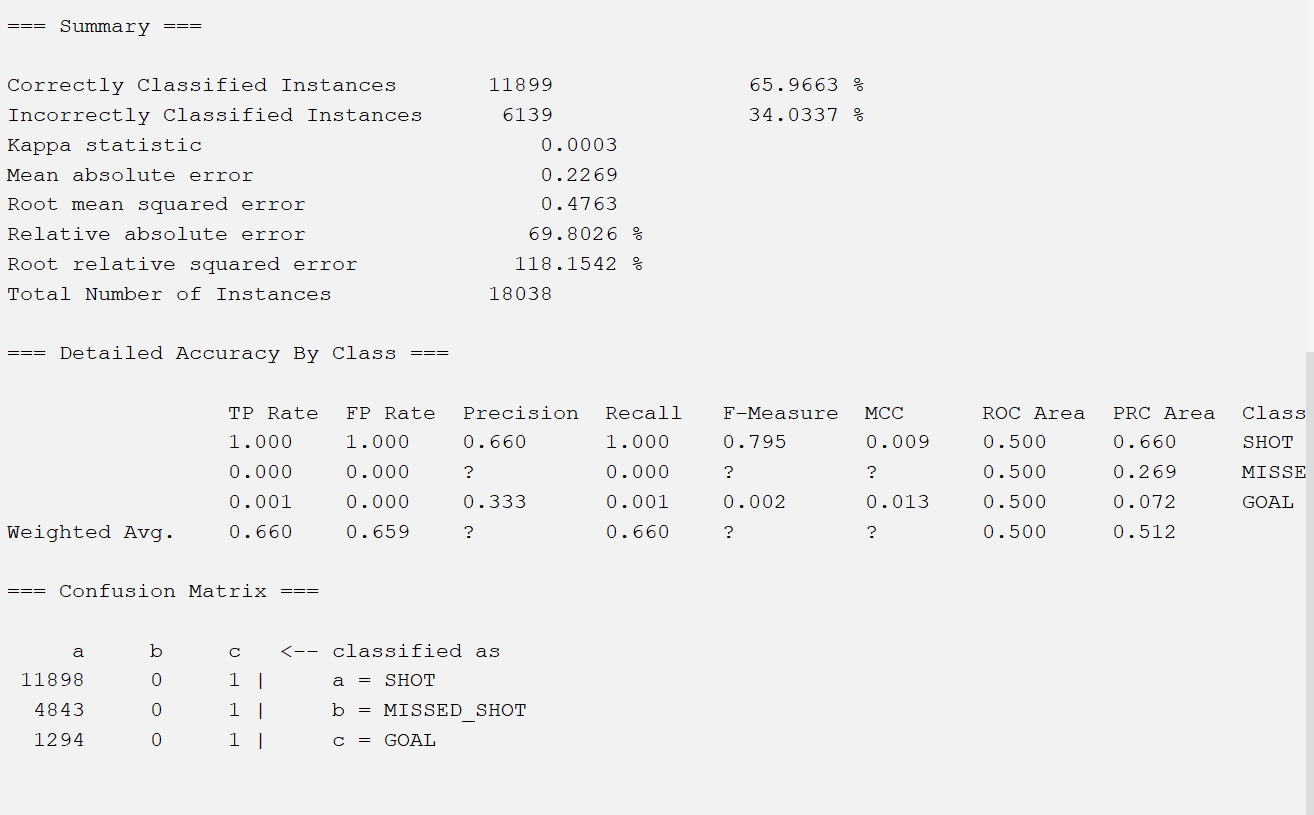 === Summary ===
Correctly Classified Instances 11899 65.9663 %
Incorrectly Classified Instances 6139 34.0337 %
Kappa statistic 0.0003
Mean absolute error 0.2269
Root mean squared error 0.4763
Relative absolute error 69.8026 %
Root relative squared error 118.1542 %
Total Number of Instances 18038
=== Detailed Accuracy By Class ===
TP Rate FP Rate Precision Recall F-Measure MCC ROC Area PRC Area Class
1.000 1.000 0.660 1.000 0.795 0.009 0.500 0.660 SHOT
0.000 0.000 ? 0.000 ? ? 0.500 0.269 MISSE
0.001 0.000 0.333 0.001 0.002 0.013 0.500 0.072 GOAL
Weighted Avg. 0.660 0.659 ? 0.660 ? ? 0.500 0.512
=== Confusion Matrix ===
a b c <-- classified as
11898 0 1 | a = SHOT
4843 0 1 | b = MISSED_SHOT
1294 0 1 | c = GOAL